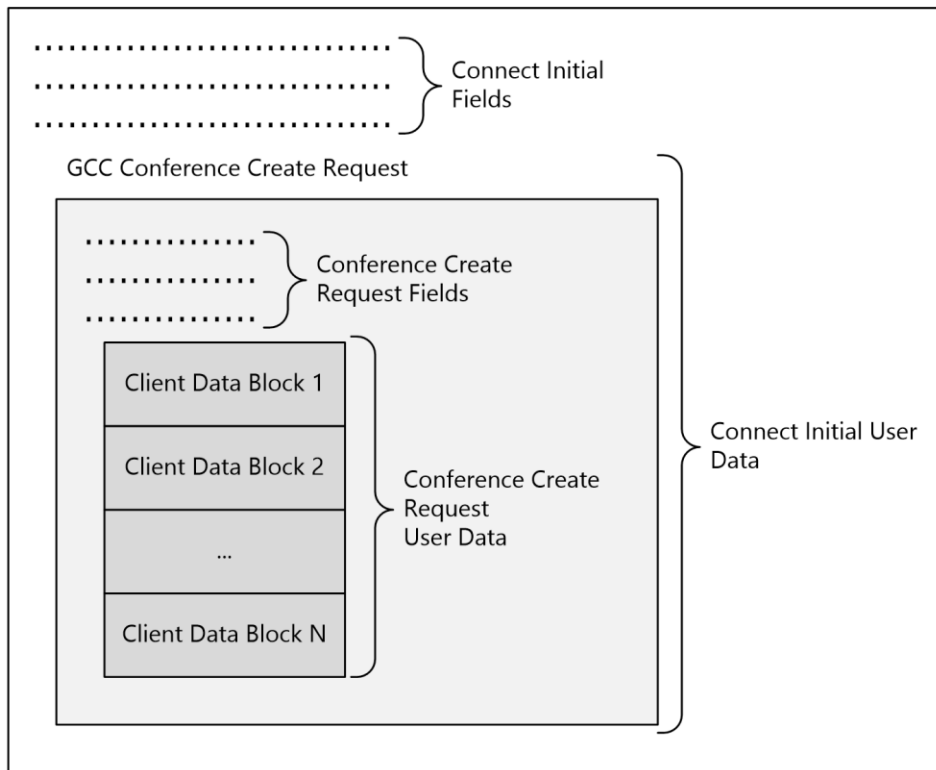 Connect Initial
Fields
GCC Conference Create Request
Conference Create
Request Fields
Client Data Block 1
Client Data Block 2
...
Client Data Block N
Conference Create
Request
User Data
Connect Initial User
Data